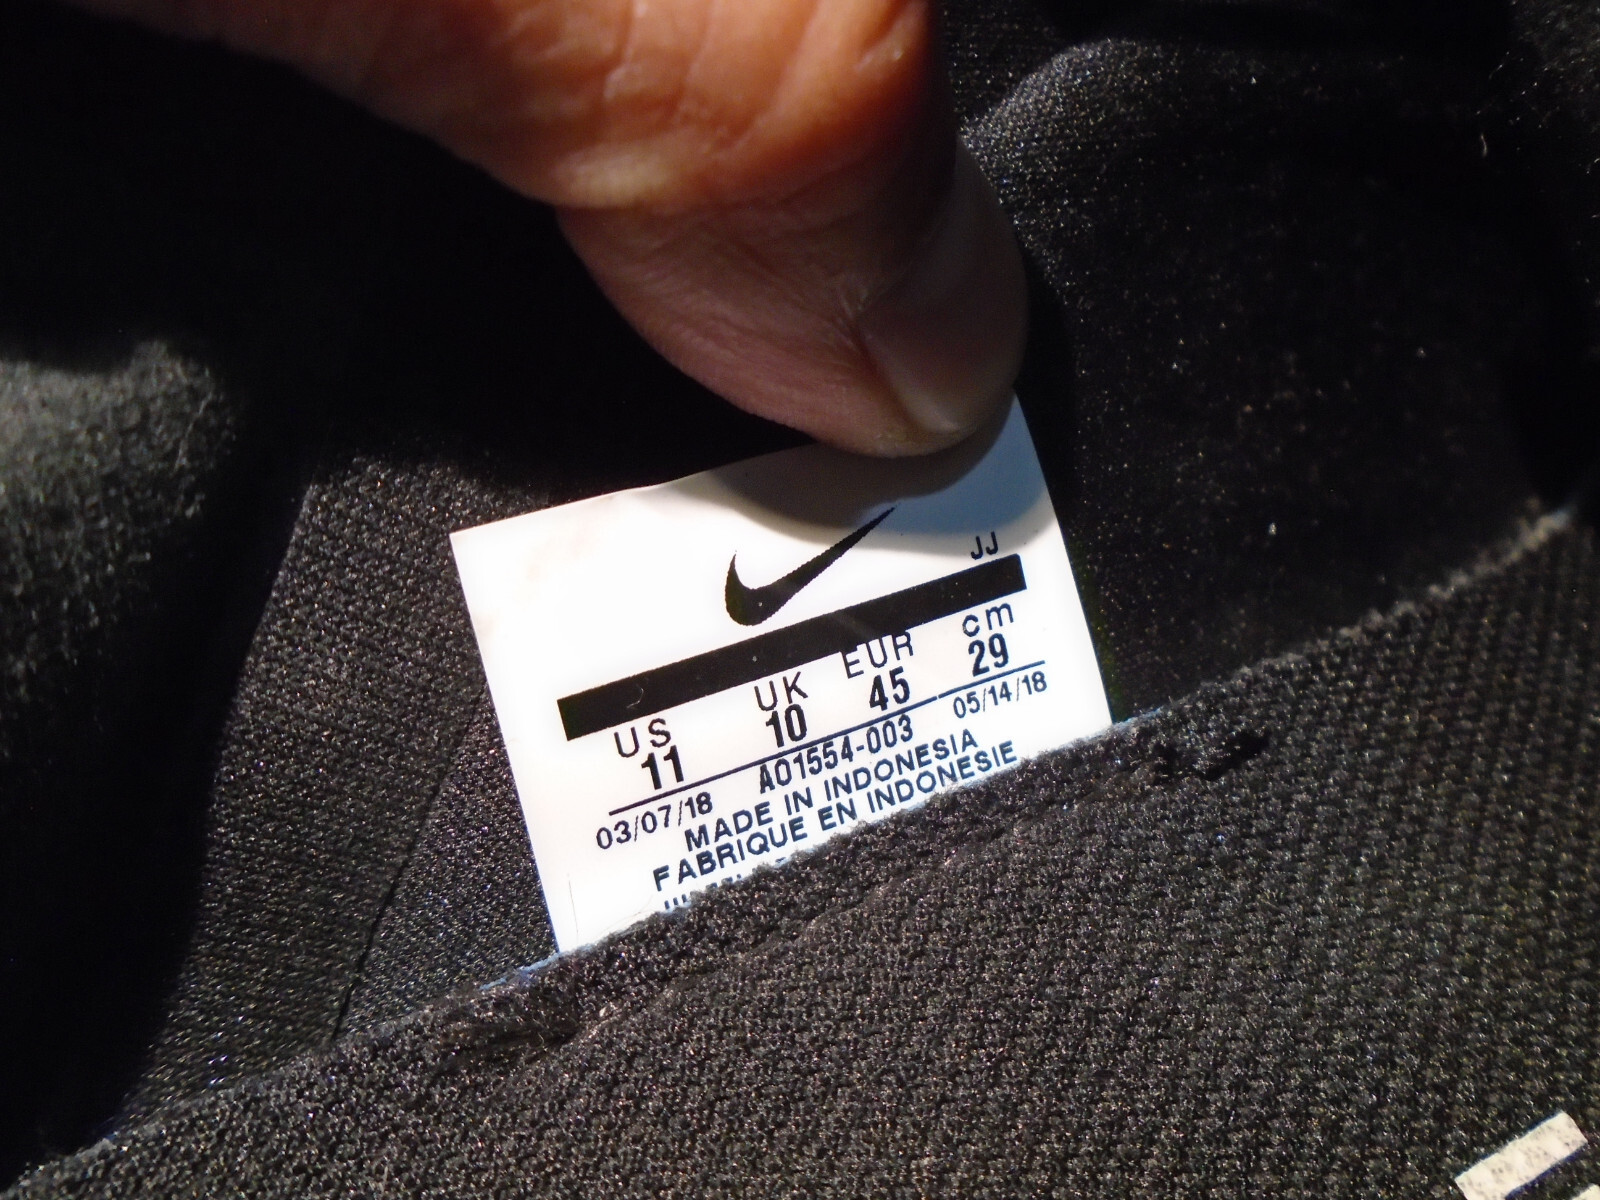 JJ
US UK EUR cm
11 10 45 29
03/07/18 AO1554-003 05/14/18
MADE IN INDONESIA
FABRIQUE EN INDONESIE